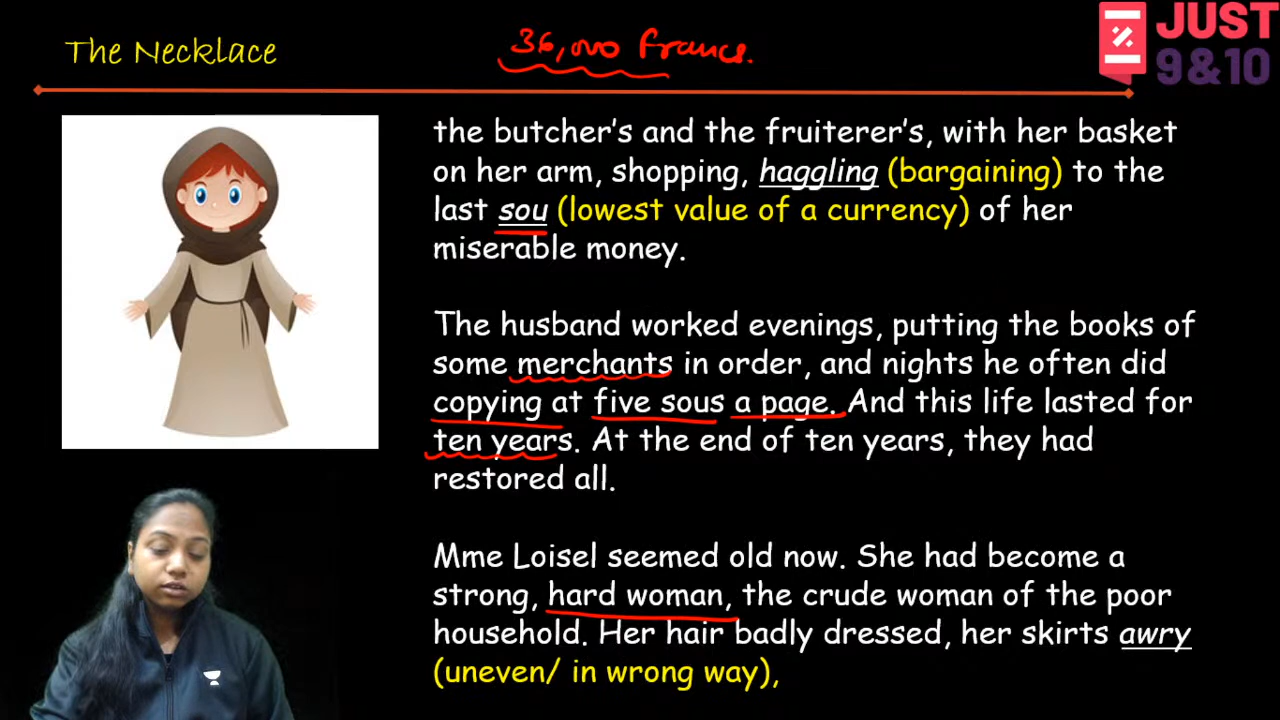 The Necklace
36,000 francs.
JUST
9&10
the butcher’s and the fruiterer’s, with her basket
on her arm, shopping, haggling (bargaining) to the
last sou (lowest value of a currency) of her
miserable money.
The husband worked evenings, putting the books of
some merchants in order, and nights he often did
copying at five sous a page. And this life lasted for
ten years. At the end of ten years, they had
restored all.
Mme Loisel seemed old now. She had become a
strong, hard woman, the crude woman of the poor
household. Her hair badly dressed, her skirts awry
(uneven/ in wrong way),